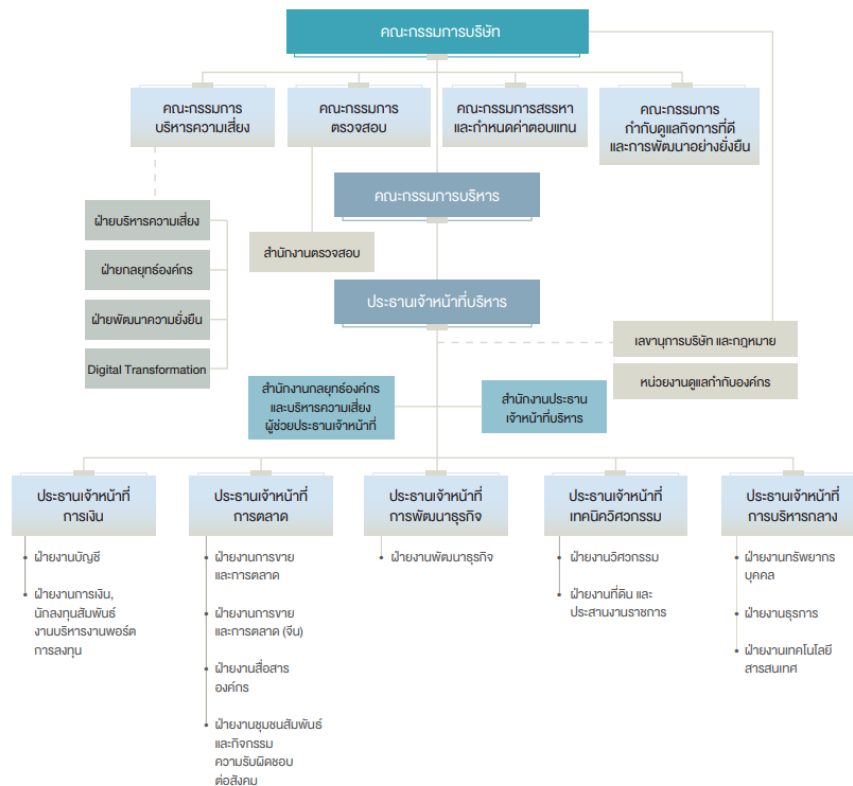 คณะกรรมการบริษัท
คณะกรรมการ
บริหารความเสี่ยง
คณะกรรมการ
ตรวจสอบ
คณะกรรมการสรรหา
และกำหนดค่าตอบแทน
คณะกรรมการ
กำกับดูแลกิจการที่ดี
และการพัฒนาอย่างยั่งยืน
คณะกรรมการบริหาร
ฝ่ายบริหารความเสี่ยง
ฝ่ายกลยุทธ์องค์กร
ฝ่ายพัฒนาความยั่งยืน
Digital Transformation
สำนักงานตรวจสอบ
ประธานเจ้าหน้าที่บริหาร
เลขานุการบริษัท และกฎหมาย
หน่วยงานดูแลกำกับองค์กร
สำนักงานกลยุทธ์องค์กร
และบริหารความเสี่ยง
ผู้ช่วยประธานเจ้าหน้าที่
สำนักงานประธาน
เจ้าหน้าที่บริหาร
ประธานเจ้าหน้าที่
การเงิน
• ฝ่ายงานบัญชี
• ฝ่ายงานการเงิน,
นักลงทุนสัมพันธ์
งานบริหารงานพอร์ต
การลงทุน
ประธานเจ้าหน้าที่
การตลาด
• ฝ่ายงานการขาย
และการตลาด
• ฝ่ายงานการขาย
และการตลาด (จีน)
• ฝ่ายงานสื่อสาร
องค์กร
• ฝ่ายงานชุมชนสัมพันธ์
และกิจกรรม
ความรับผิดชอบ
ต่อสังคม
ประธานเจ้าหน้าที่
การพัฒนาธุรกิจ
• ฝ่ายงานพัฒนาธุรกิจ
ประธานเจ้าหน้าที่
เทคนิควิศวกรรม
• ฝ่ายงานวิศวกรรม
• ฝ่ายงานที่ดิน และ
ประสานงานราชการ
ประธานเจ้าหน้าที่
การบริหารกลาง
• ฝ่ายงานทรัพยากร
บุคคล
• ฝ่ายงานธุรการ
• ฝ่ายงานเทคโนโลยี
สารสนเทศ